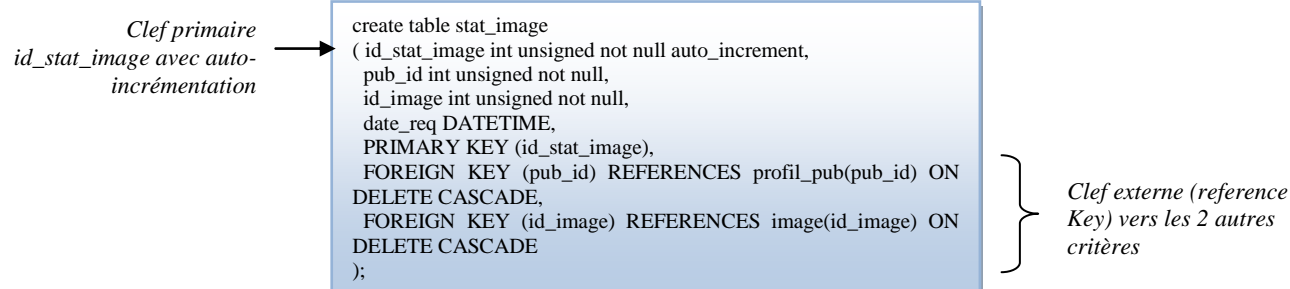 Clef primaire
id_stat_image avec auto-
incrémentation
create table stat_image
( id_stat_image int unsigned not null auto_increment,
pub_id int unsigned not null,
id_image int unsigned not null,
date_req DATETIME,
PRIMARY KEY (id_stat_image),
FOREIGN KEY (pub_id) REFERENCES profil_pub(pub_id) ON
DELETE CASCADE,
FOREIGN KEY (id_image) REFERENCES image(id_image) ON
DELETE CASCADE
);
Clef externe (reference
Key) vers les 2 autres
critères